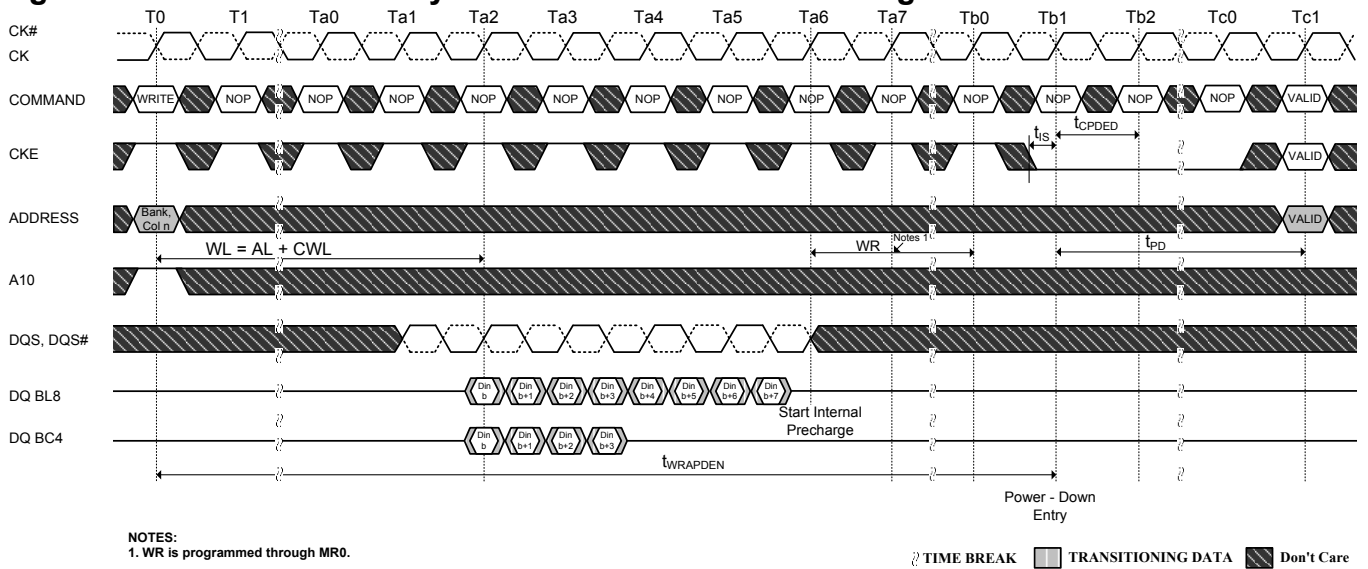 T0 T1 Ta0 Ta1 Ta2 Ta3 Ta4 Ta5 Ta6 Ta7 Tb0 Tb1 Tb2 Tc0 Tc1
CK#
CK
COMMAND WRITE NOP NOP NOP NOP NOP NOP NOP NOP NOP NOP NOP NOP NOP VALID
tIS tCPDED
CKE VALID
ADDRESS Bank, Col n VALID
WL = AL + CWL WR Notes 1 tPD
A10
DQS, DQS#
DQ BL8 Din b Din b+1 Din b+2 Din b+3 Din b+4 Din b+5 Din b+6 Din b+7
Start Internal
Precharge
DQ BC4 Din b Din b+1 Din b+2 Din b+3
tWRAPDEN
Power - Down
Entry
NOTES:
1. WR is programmed through MR0.
TIME BREAK TRANSITIONING DATA Don't Care